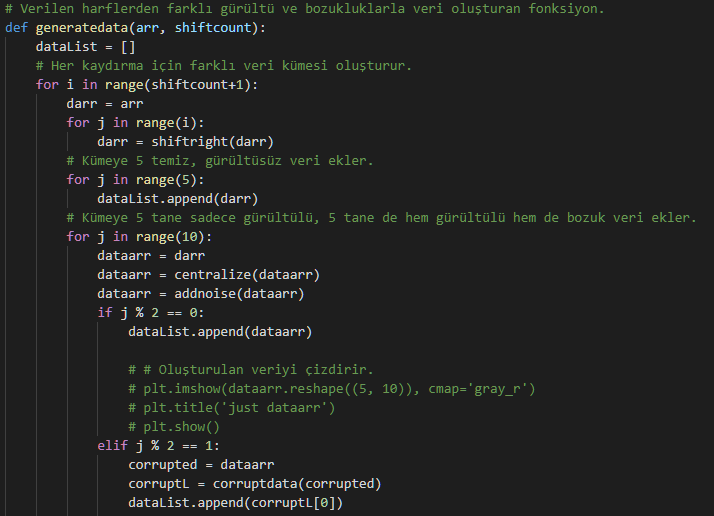 # Verilen harflerden farklı gürültü ve bozukluklarla veri oluşturan fonksiyon.
def generatedata(arr, shiftcount):
    dataList = []
    # Her kaydırma için farklı veri kümesi oluşturur.
    for i in range(shiftcount+1):
        darr = arr
        for j in range(i):
            darr = shiftright(darr)
        # Kümeye 5 temiz, gürültüsüz veri ekler.
        for j in range(5):
            dataList.append(darr)
        # Kümeye 5 tane sadece gürültülü, 5 tane de hem gürültülü hem de bozuk veri ekler.
        for j in range(10):
            dataarr = darr
            dataarr = centralize(dataarr)
            dataarr = addnoise(dataarr)
            if j % 2 == 0:
                dataList.append(dataarr)

                # # Oluşturulan veriyi çizdirir.
                # plt.imshow(dataarr.reshape((5, 10)), cmap='gray_r')
                # plt.title('just dataarr')
                # plt.show()
            elif j % 2 == 1:
                corrupted = dataarr
                corruptL = corruptdata(corrupted)
                dataList.append(corruptL[0])